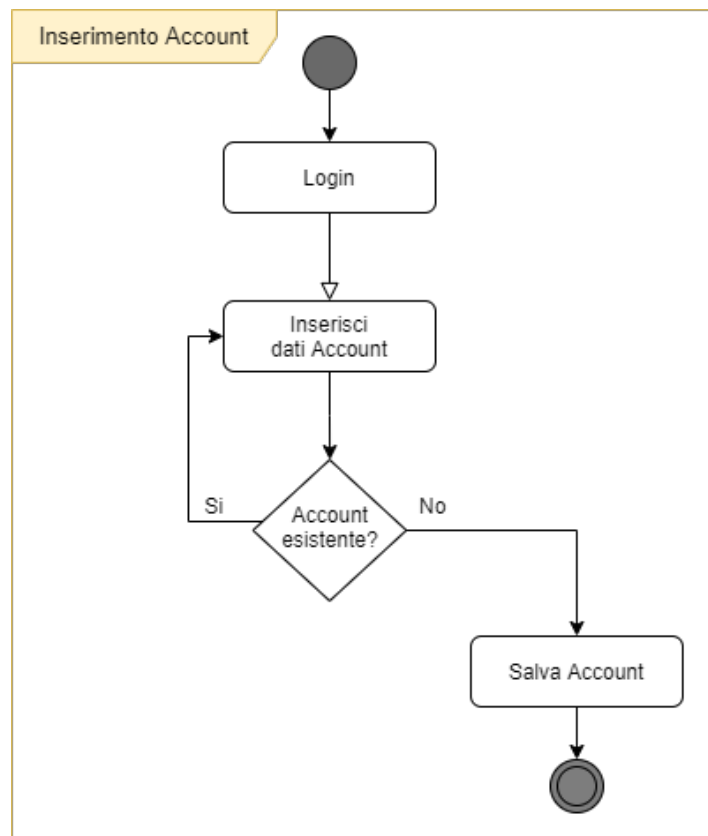 Inserimento Account
Login
Inserisci
dati Account
Si
No
Account
esistente?
Salva Account